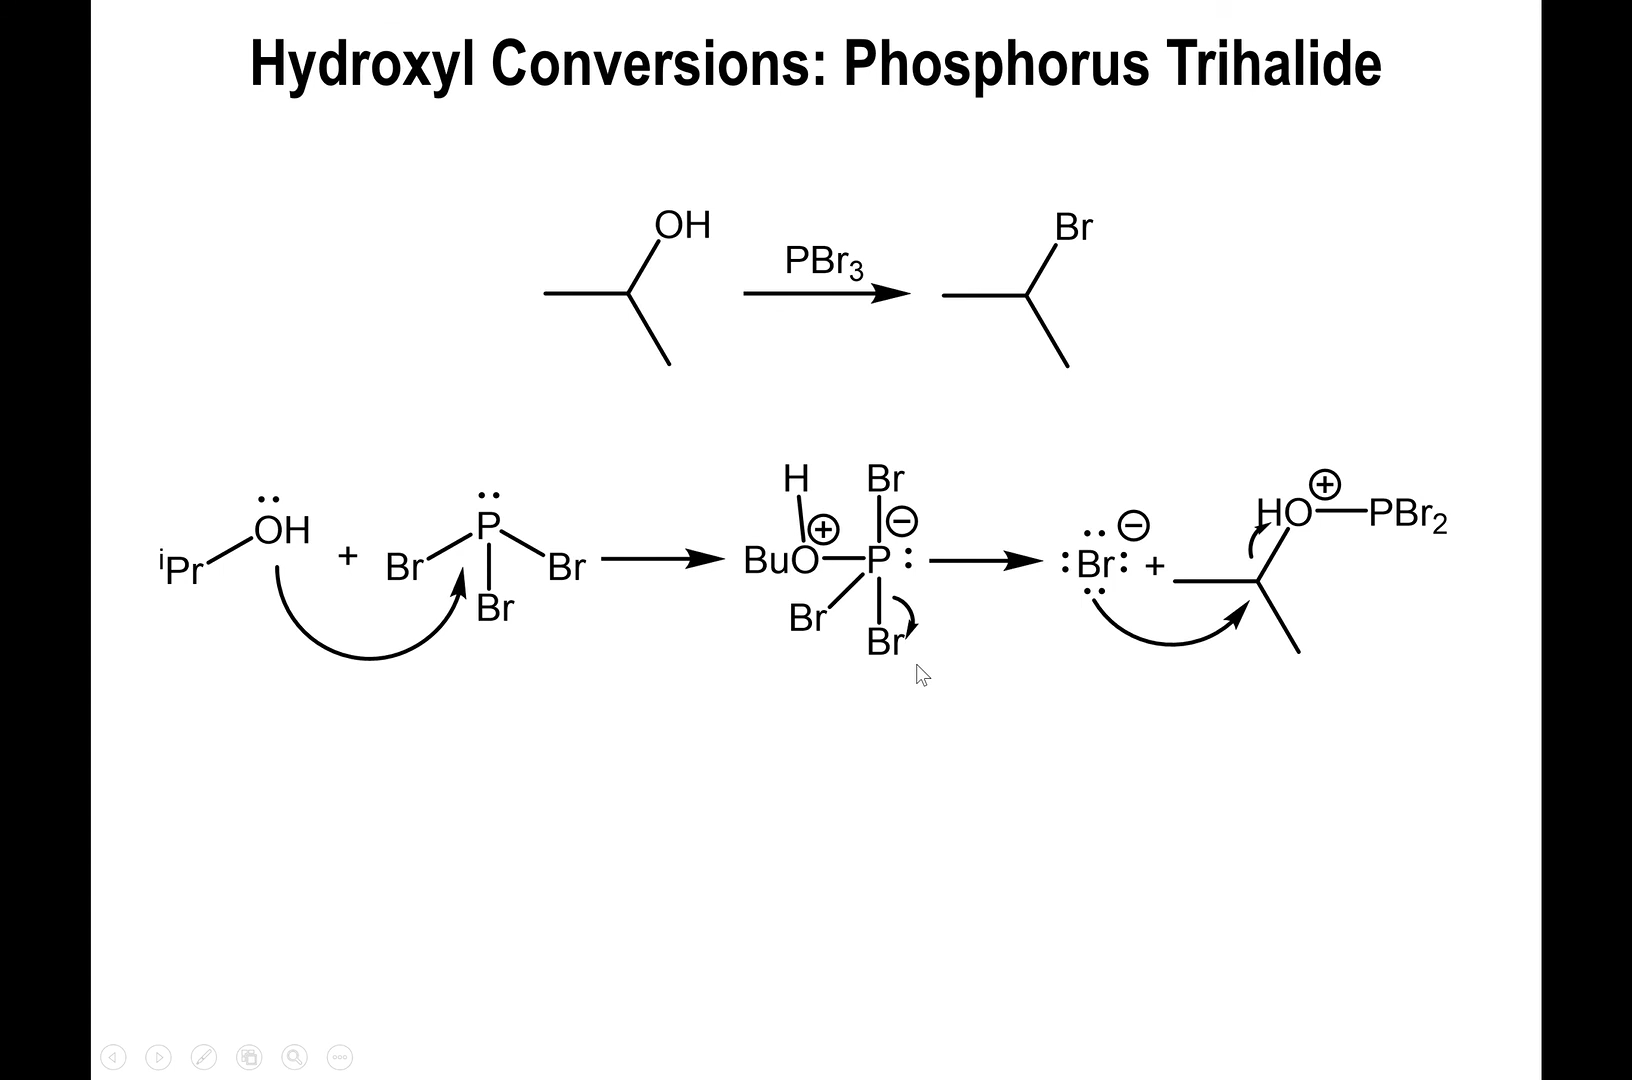 Hydroxyl Conversions: Phosphorus Trihalide
OH
PBr₃
Br
ⁱPr
OH
+
P
Br
Br
Br
H
Br
⊕
⊖
BuO
P
:
Br
Br
:Br:
⊖
+
HO
⊕
PBr₂